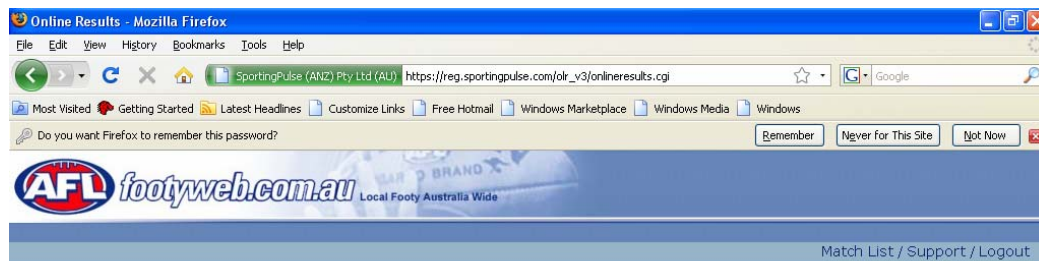 Online Results - Mozilla Firefox
File Edit View History Bookmarks Tools Help
SportingPulse (ANZ) Pty Ltd (AU) https://reg.sportingpulse.com/olr_v3/onlineresults.cgi G Google
Most Visited Getting Started Latest Headlines Customize Links Free Hotmail Windows Marketplace Windows Media Windows
Do you want Firefox to remember this password? Remember Never for This Site Not Now
BRAND
AFL footyweb.com.au Local Footy Australia Wide
Match List / Support / Logout